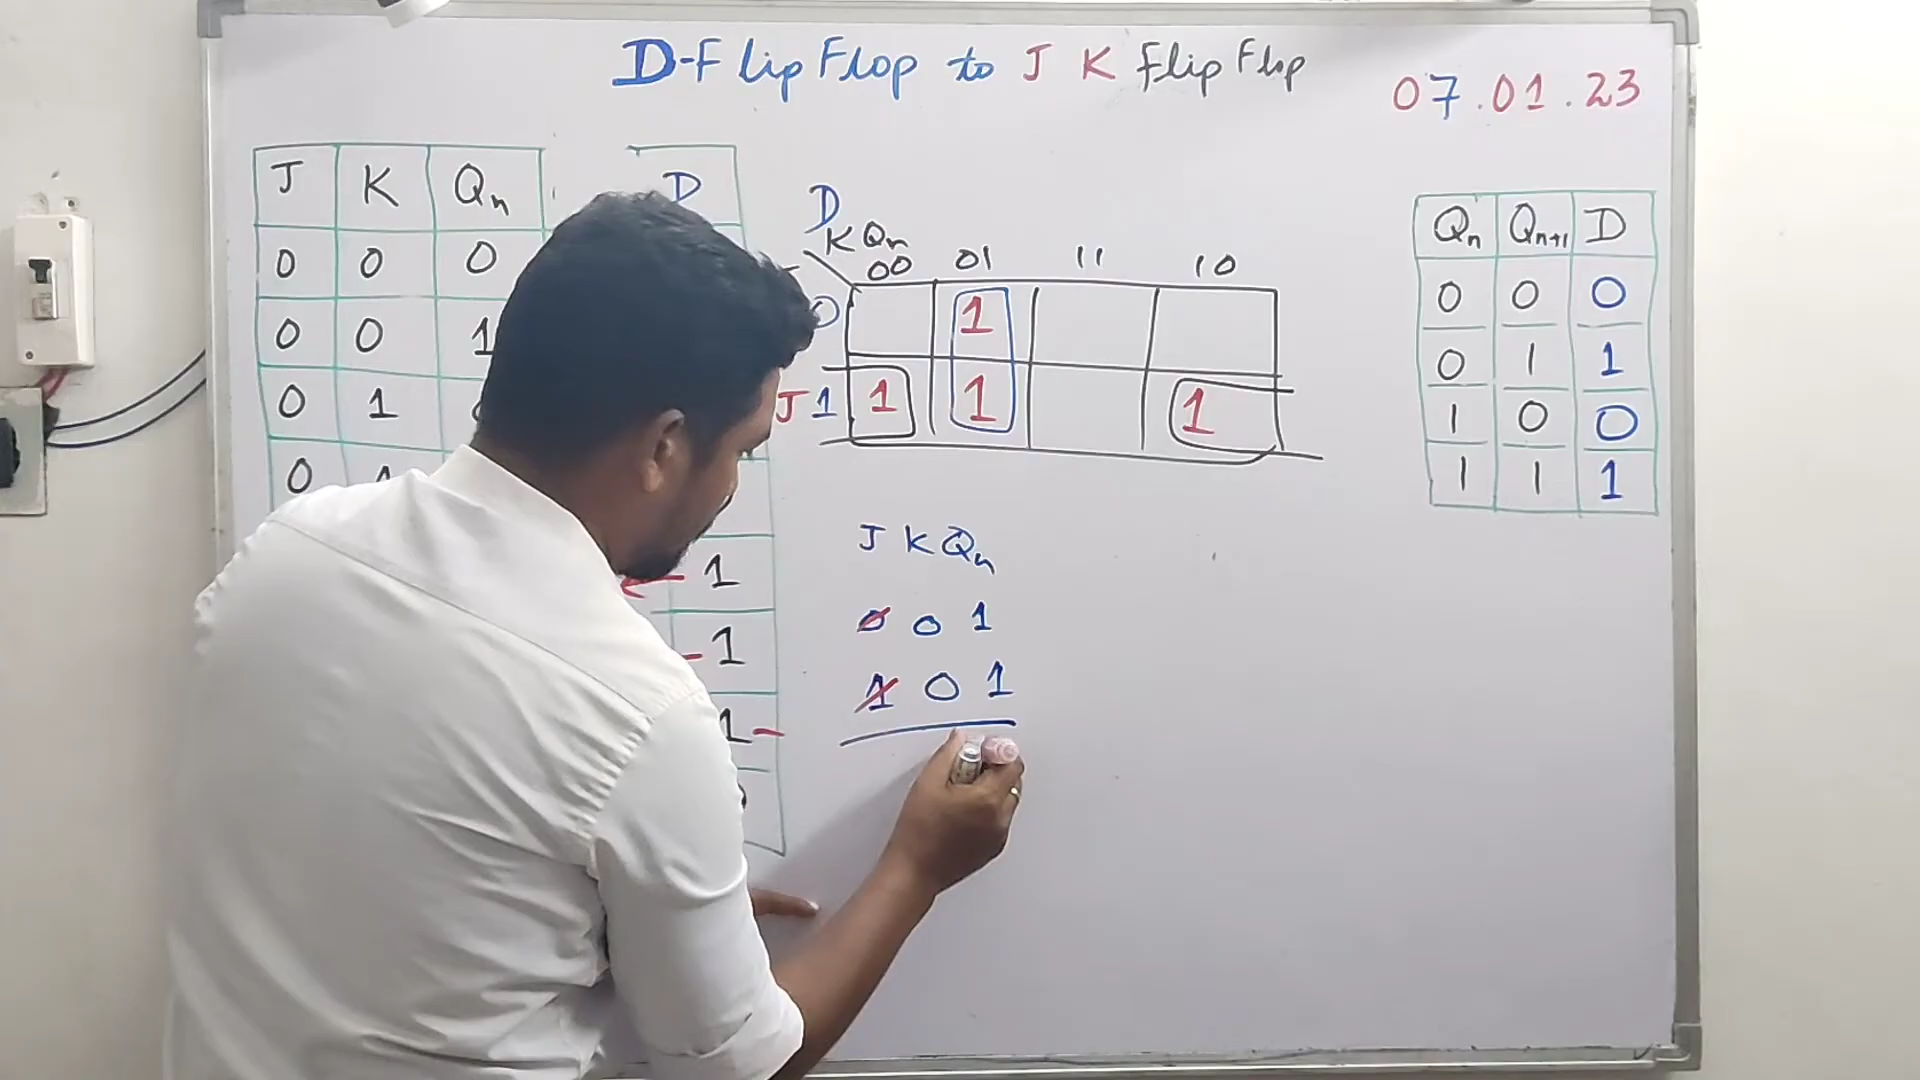 D-Flip Flop to J K Flip Flop
07.01.23
J K Qn
0 0 0
0 0 1
0 1
0
D
1
1
1
D
K Qn
00 01 11 10
0 1
J 1 1 1 1
J K Qn
0 0 1
1 0 1
Qn Qn+1 D
0 0 0
0 1 1
1 0 0
1 1 1